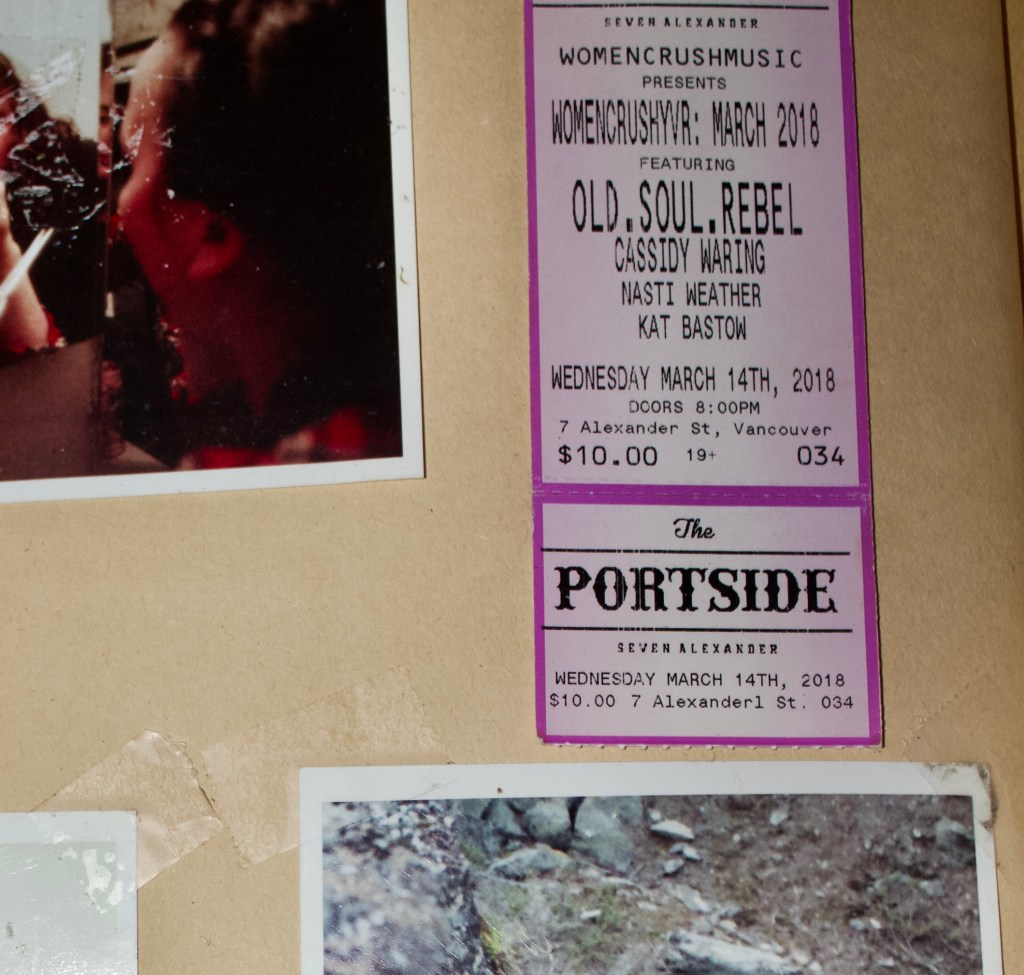 SEVEN ALEXANDER
WOMENCRUSHMUSIC
PRESENTS
WOMENCRUSHYVR: MARCH 2018
FEATURING
OLD.SOUL.REBEL
CASSIDY WARING
NASTI WEATHER
KAT BASTOW
WEDNESDAY MARCH 14TH, 2018
DOORS 8:00PM
7 Alexander St, Vancouver
$10.00 19+ 034
The
PORTSIDE
SEVEN ALEXANDER
WEDNESDAY MARCH 14TH, 2018
$10.00 7 Alexanderl St. 034